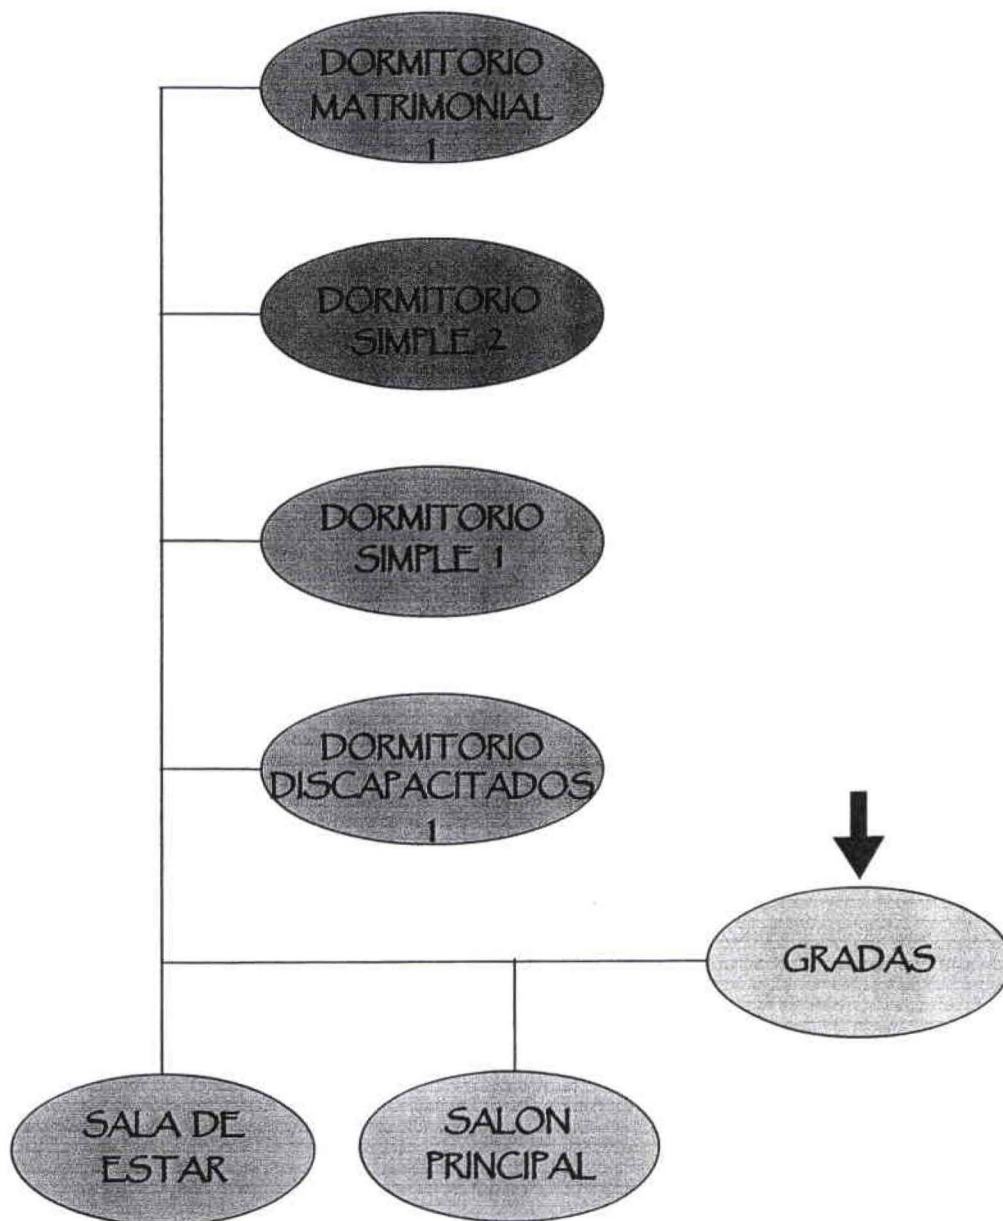 DORMITORIO
MATRIMONIAL
1
DORMITORIO
SIMPLE 2
DORMITORIO
SIMPLE 1
DORMITORIO
DISCAPACITADOS
1
GRADAS
SALA DE
ESTAR
SALON
PRINCIPAL